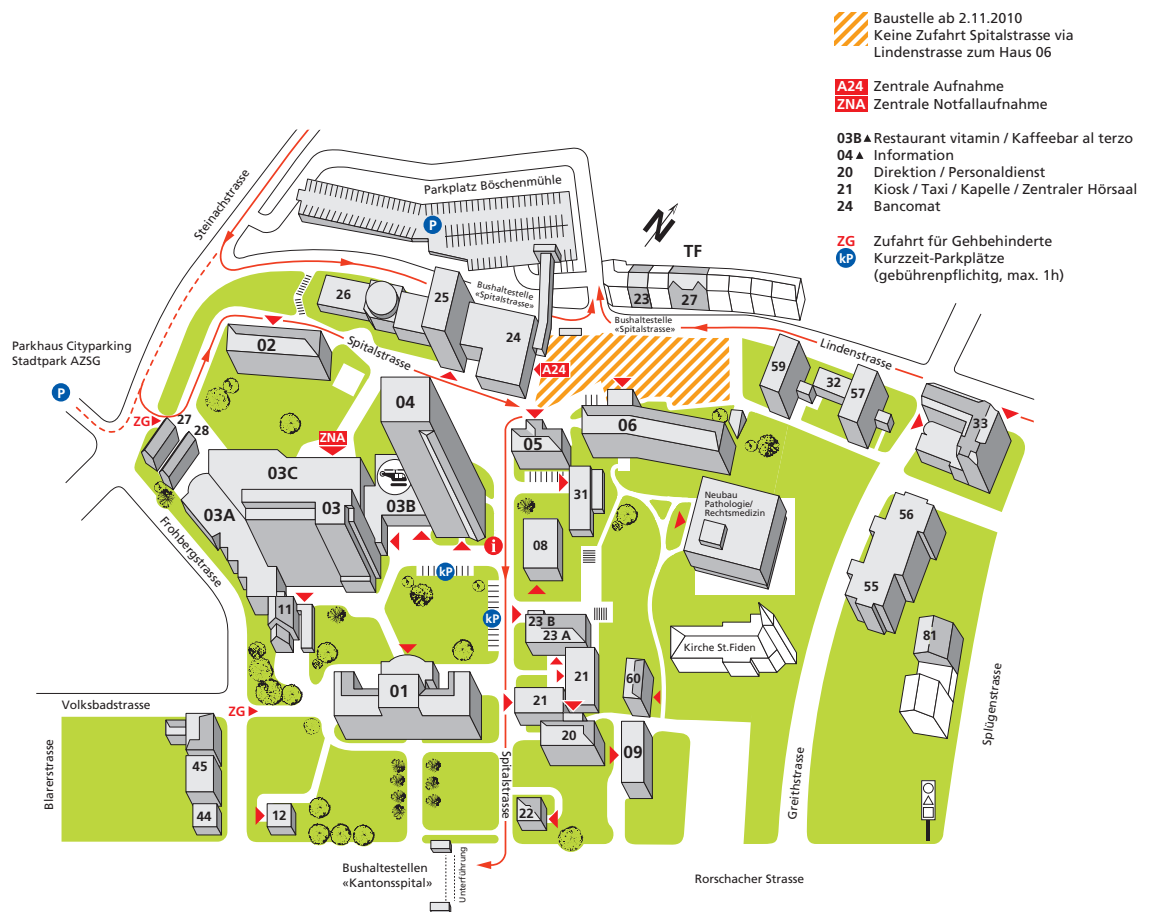 Baustelle ab 2.11.2010
Keine Zufahrt Spitalstrasse via
Lindenstrasse zum Haus 06
A24 Zentrale Aufnahme
ZNA Zentrale Notfallaufnahme
03B Restaurant vitamin / Kaffeebar al terzo
04 Information
20 Direktion / Personaldienst
21 Kiosk / Taxi / Kapelle / Zentraler Hörsaal
24 Bancomat
ZG Zufahrt für Gehbehinderte
kP Kurzzeit-Parkplätze
(gebührenpflichitg, max. 1h)
Steinachstrasse
Parkplatz Böschenmühle
P
N
TF
23
27
26
25
Bushaltestelle
«Spitalstrasse»
24
Bushaltestelle
«Spitalstrasse»
Lindenstrasse
02
Spitalstrasse
A24
59
32
57
33
Parkhaus Cityparking
Stadtpark AZSG
P
ZG
27
28
04
05
06
ZNA
03C
03
03B
03A
31
Neubau
Pathologie/
Rechtsmedizin
56
55
Frohbergstrasse
i
08
kP
kP
11
23 B
23 A
Kirche St.Fiden
81
01
21
21
60
20
09
Volksbadstrasse
ZG
Blarerstrasse
45
44
12
22
Spitalstrasse
Greithstrasse
Splügenstrasse
Bushaltestellen
«Kantonsspital»
Unterführung
Rorschacher Strasse